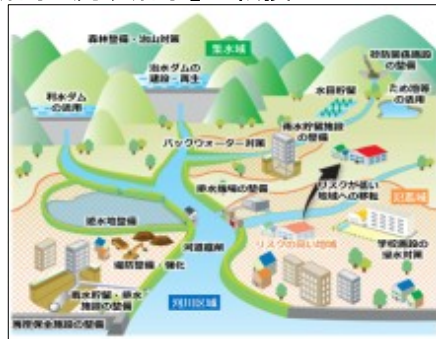 森林整備・治山対策
集水域
治水ダムの
建設・再生
砂防関係施設
の整備
利水ダム
の活用
水田貯留
ため池等
の活用
雨水貯留施設
の整備
バックウォーター対策
排水機場の整備
リスクが低い
地域への移転
氾濫域
遊水地整備
河道掘削
リスクの高い地域
学校施設の
浸水対策
堤防整備・強化
雨水貯留・排水
施設の整備
河川区域
海岸保全施設の整備